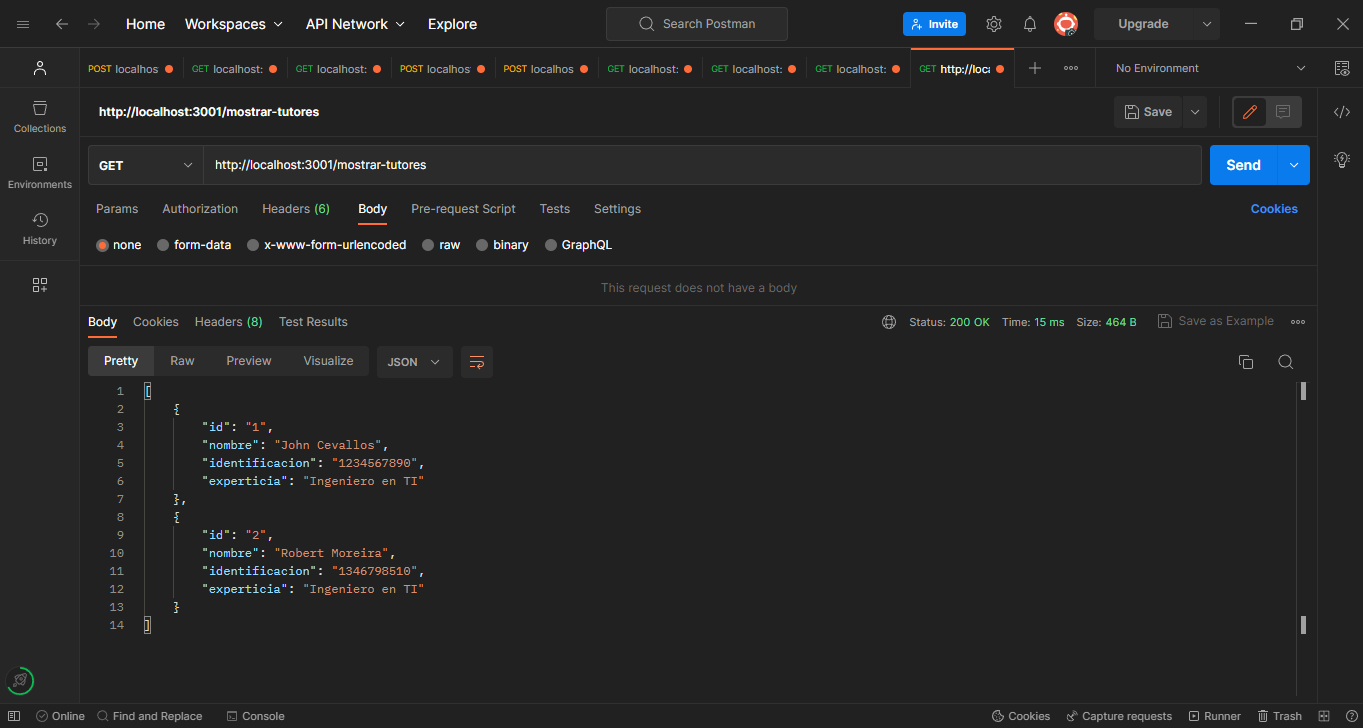 Home Workspaces API Network Explore Search Postman Invite Upgrade
POST localhos GET localhost: GET localhost: POST localhos POST localhos GET localhost: GET localhost: GET localhost: GET http://loca No Environment
http://localhost:3001/mostrar-tutores Save
Collections
GET http://localhost:3001/mostrar-tutores Send
Environments
Params Authorization Headers (6) Body Pre-request Script Tests Settings Cookies
History
none form-data x-www-form-urlencoded raw binary GraphQL
This request does not have a body
Body Cookies Headers (8) Test Results Status: 200 OK Time: 15 ms Size: 464 B Save as Example
Pretty Raw Preview Visualize JSON
1 [
2 {
3 "id": "1",
4 "nombre": "John Cevallos",
5 "identificacion": "1234567890",
6 "experticia": "Ingeniero en TI"
7 },
8 {
9 "id": "2",
10 "nombre": "Robert Moreira",
11 "identificacion": "1346798510",
12 "experticia": "Ingeniero en TI"
13 }
14 ]
Online Find and Replace Console Cookies Capture requests Runner Trash